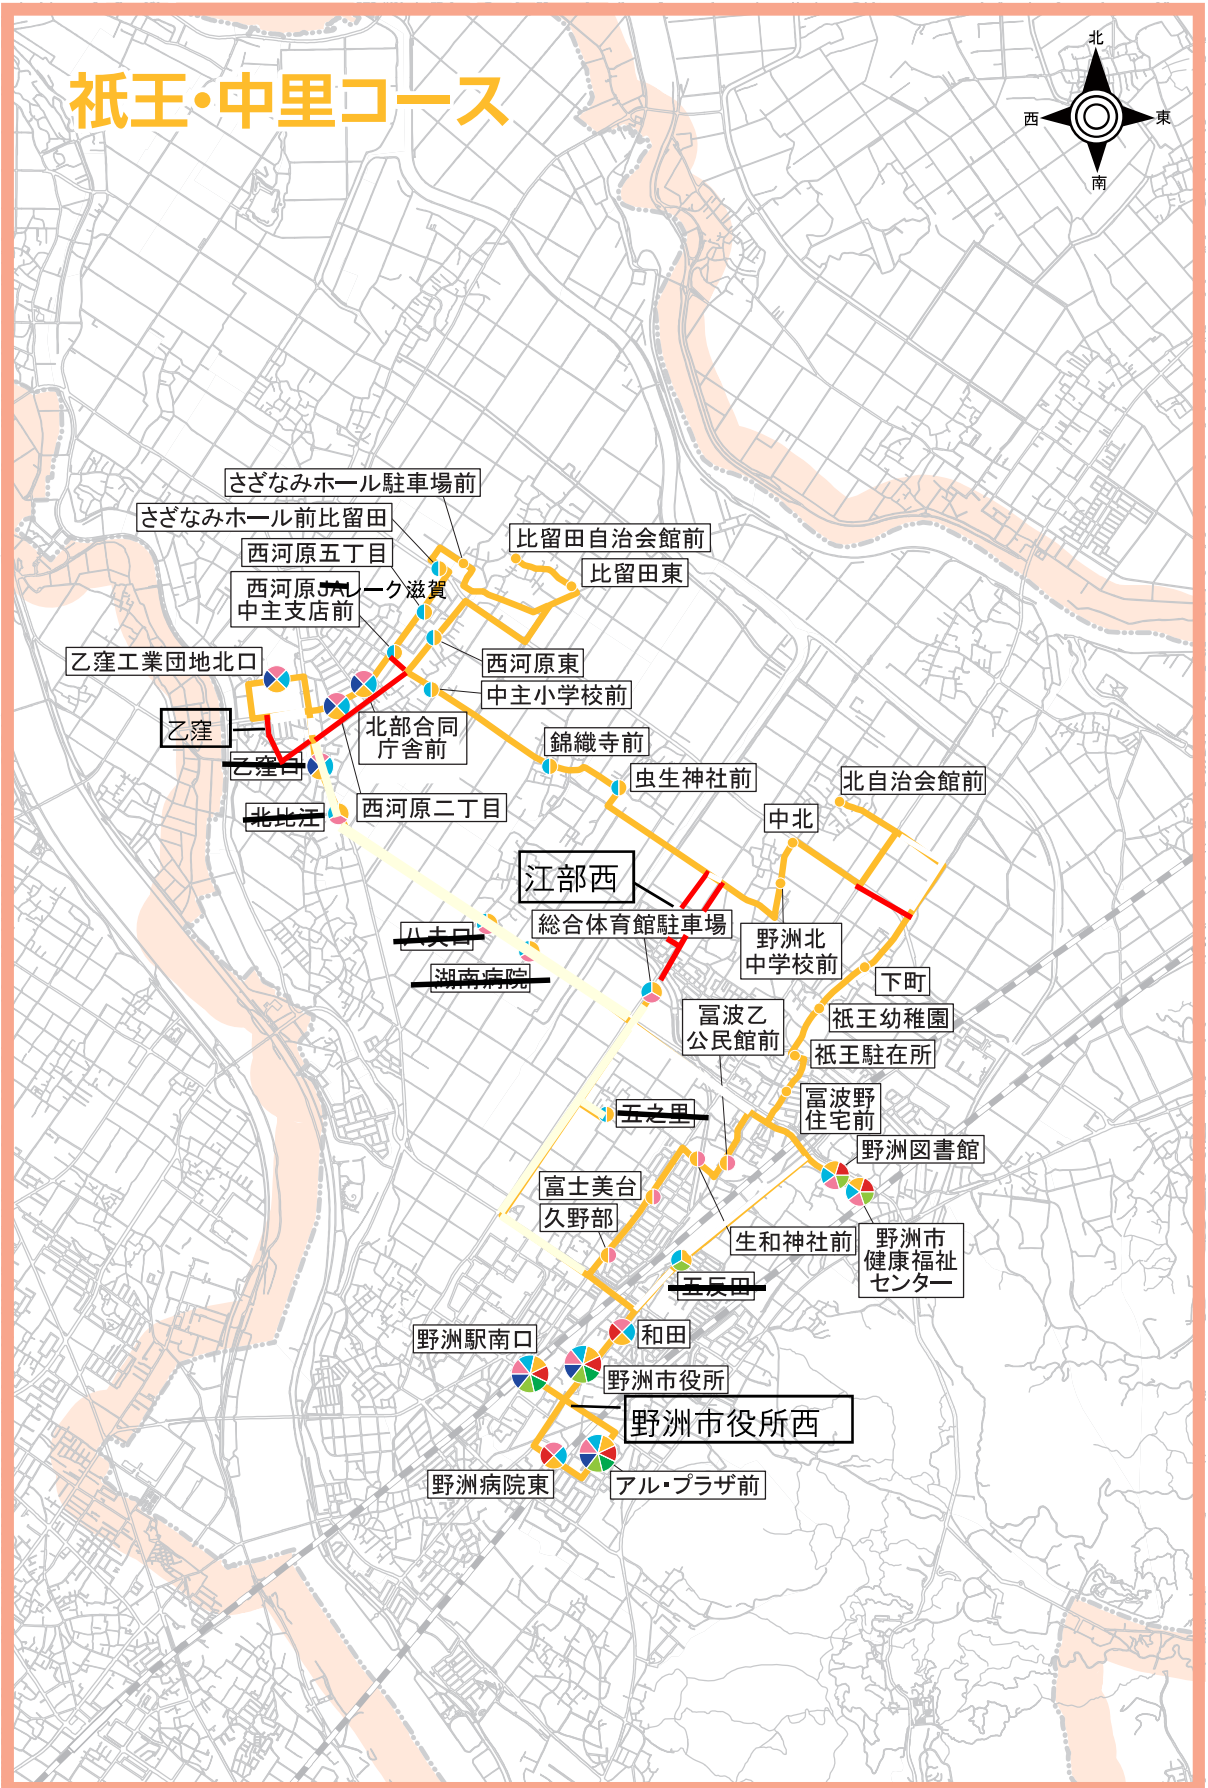 祇王・中里コース
北
西
東
南
さざなみホール駐車場前
さざなみホール前比留田
西河原五丁目
西河原JAレーク滋賀
中主支店前
比留田自治会館前
比留田東
乙窪工業団地北口
西河原東
中主小学校前
乙窪
北部合同
庁舎前
錦織寺前
乙窪口
虫生神社前
北自治会館前
北比江
西河原二丁目
中北
江部西
総合体育館駐車場
八夫口
野洲北
中学校前
湖南病院
下町
冨波乙
公民館前
祇王幼稚園
祇王駐在所
五之里
冨波野
住宅前
野洲図書館
富士美台
久野部
生和神社前
野洲市
健康福祉
センター
五反田
野洲駅南口
和田
野洲市役所
野洲市役所西
野洲病院東
アル・プラザ前